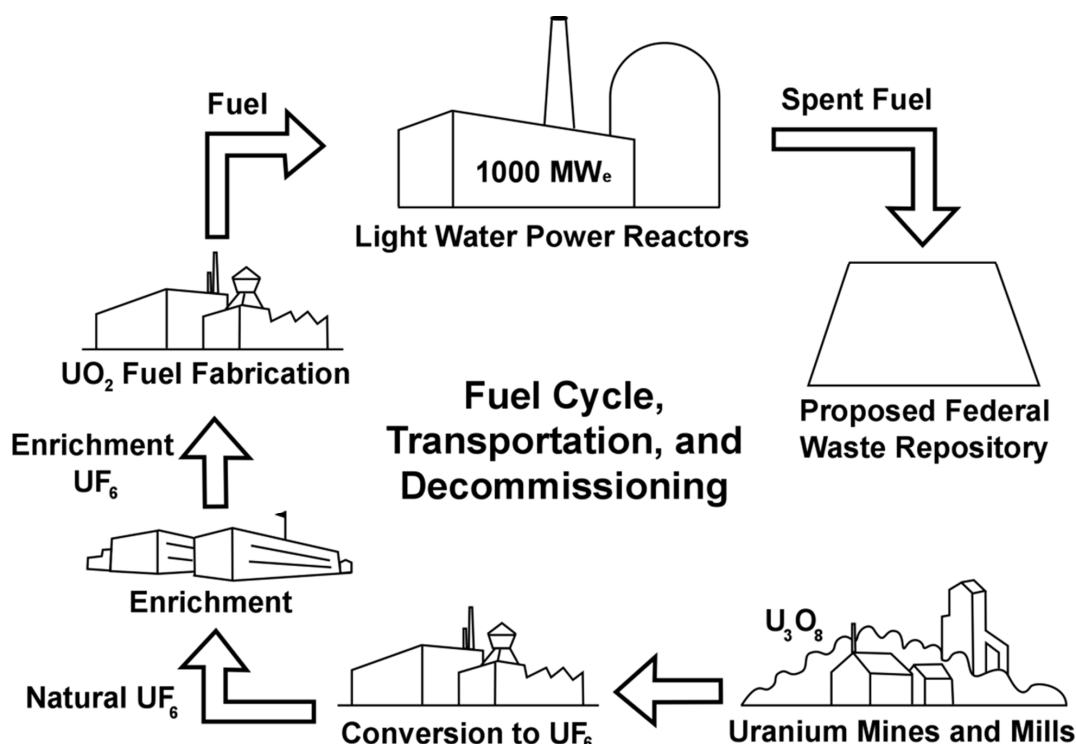 Fuel
Spent Fuel
1000 MWe
Light Water Power Reactors
UO₂ Fuel Fabrication
Fuel Cycle,
Transportation, and
Decommissioning
Proposed Federal
Waste Repository
Enrichment
UF₆
Enrichment
U₃O₈
Natural UF₆
Conversion to UF₆
Uranium Mines and Mills